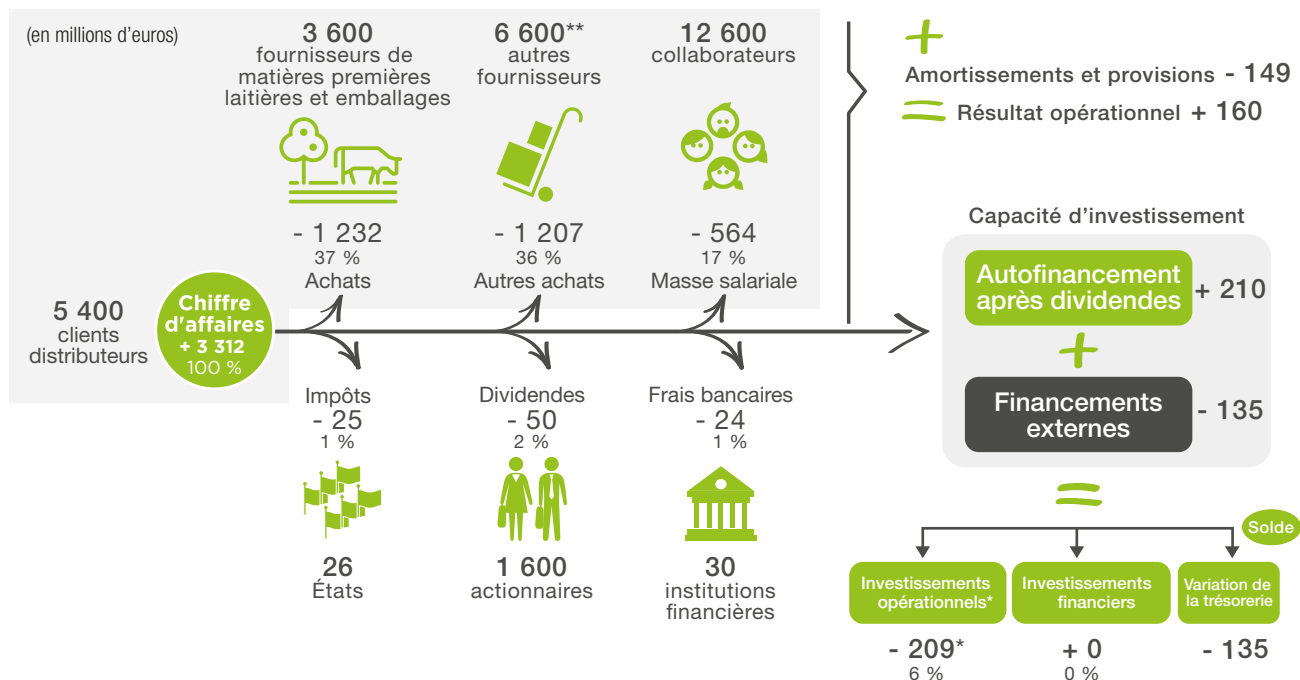 (en millions d'euros)
3 600
fournisseurs de
matières premières
laitières et emballages
- 1 232
37 %
Achats
6 600**
autres
fournisseurs
- 1 207
36 %
Autres achats
12 600
collaborateurs
- 564
17 %
Masse salariale
Amortissements et provisions - 149
Résultat opérationnel + 160
5 400
clients
distributeurs
Chiffre
d'affaires
+ 3 312
100 %
Impôts
- 25
1 %
26
États
Dividendes
- 50
2 %
1 600
actionnaires
Frais bancaires
- 24
1 %
30
institutions
financières
Capacité d'investissement
Autofinancement
après dividendes
+ 210
+
Financements
externes
- 135
=
Solde
Investissements
opérationnels*
- 209*
6 %
Investissements
financiers
+ 0
0 %
Variation de
la trésorerie
- 135